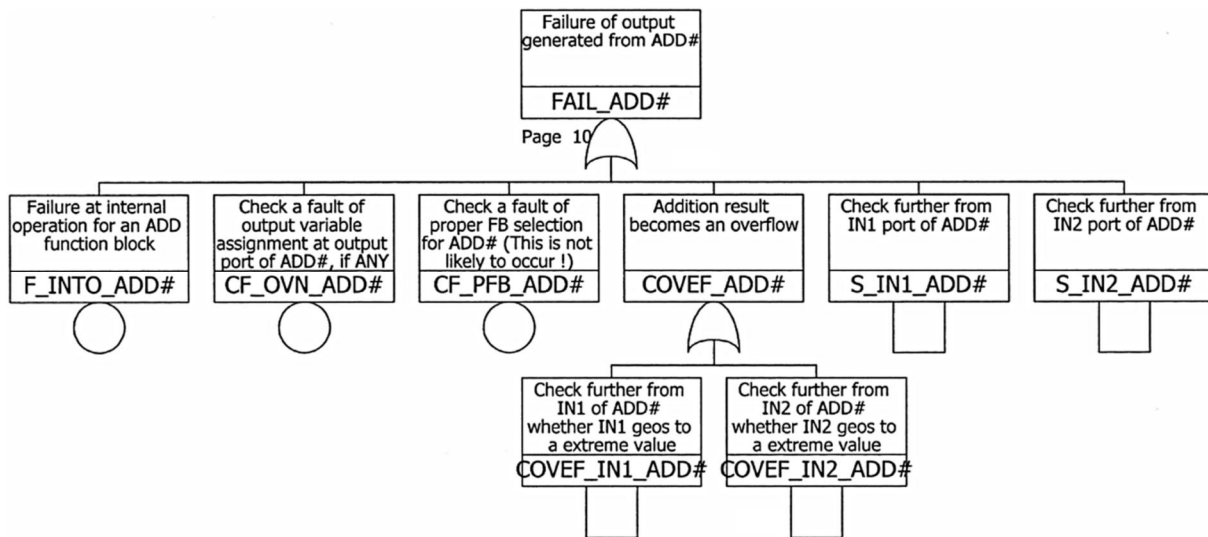 Failure of output
generated from ADD#
FAIL_ADD#
Page 10
Failure at internal
operation for an ADD
function block
F_INTO_ADD#
Check a fault of
output variable
assignment at output
port of ADD#, if ANY
CF_OVN_ADD#
Check a fault of
proper FB selection
for ADD# (This is not
likely to occur !)
CF_PFB_ADD#
Addition result
becomes an overflow
COVEF_ADD#
Check further from
IN1 port of ADD#
S_IN1_ADD#
Check further from
IN2 port of ADD#
S_IN2_ADD#
Check further from
IN1 of ADD#
whether IN1 geos to
a extreme value
COVEF_IN1_ADD#
Check further from
IN2 of ADD#
whether IN2 geos to
a extreme value
COVEF_IN2_ADD#